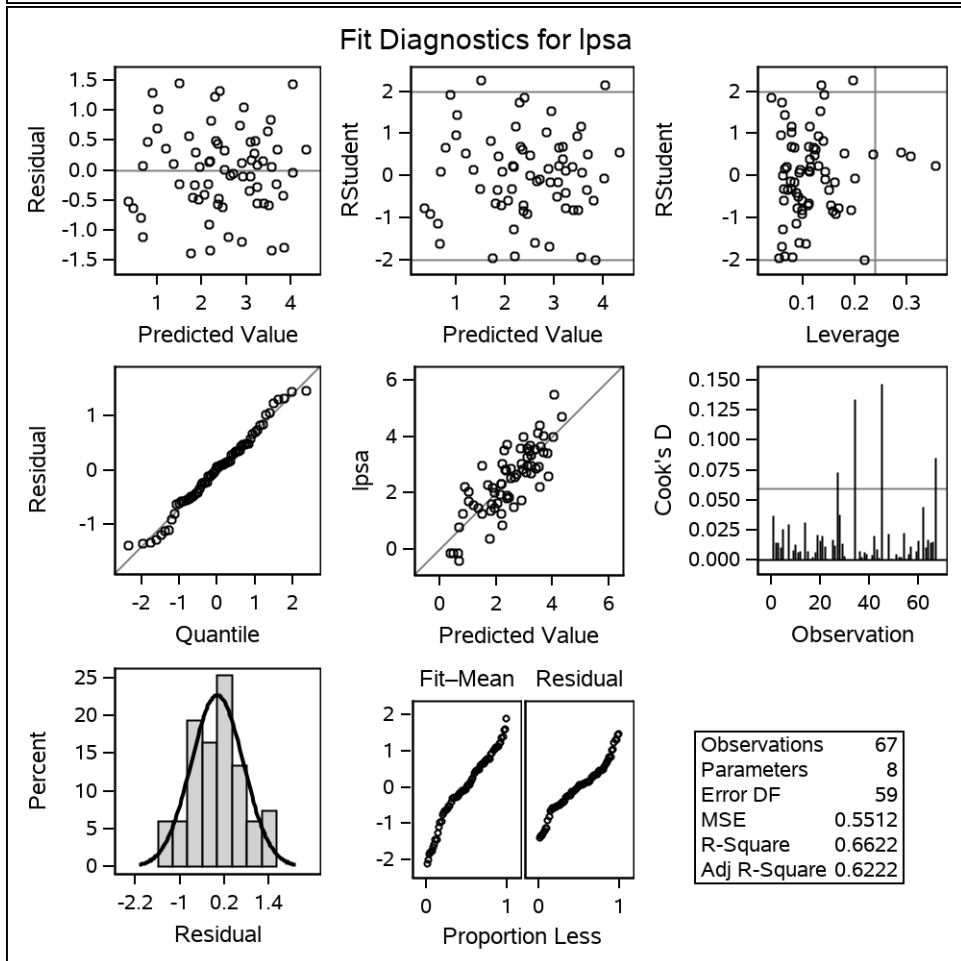 Fit Diagnostics for lpsa
1.5
1.0
0.5
0.0
-0.5
-1.0
-1.5
Residual
1 2 3 4
Predicted Value
2
1
0
-1
-2
RStudent
1 2 3 4
Predicted Value
2
1
0
-1
-2
RStudent
0.1 0.2 0.3
Leverage
1
0
-1
Residual
-2 -1 0 1 2
Quantile
6
4
2
0
lpsa
0 2 4 6
Predicted Value
0.150
0.125
0.100
0.075
0.050
0.025
0.000
Cook's D
0 20 40 60
Observation
25
20
15
10
5
0
Percent
-2.2 -1 0.2 1.4
Residual
Fit–Mean Residual
2
1
0
-1
-2
0 1 0 1
Proportion Less
Observations 67
Parameters 8
Error DF 59
MSE 0.5512
R-Square 0.6622
Adj R-Square 0.6222